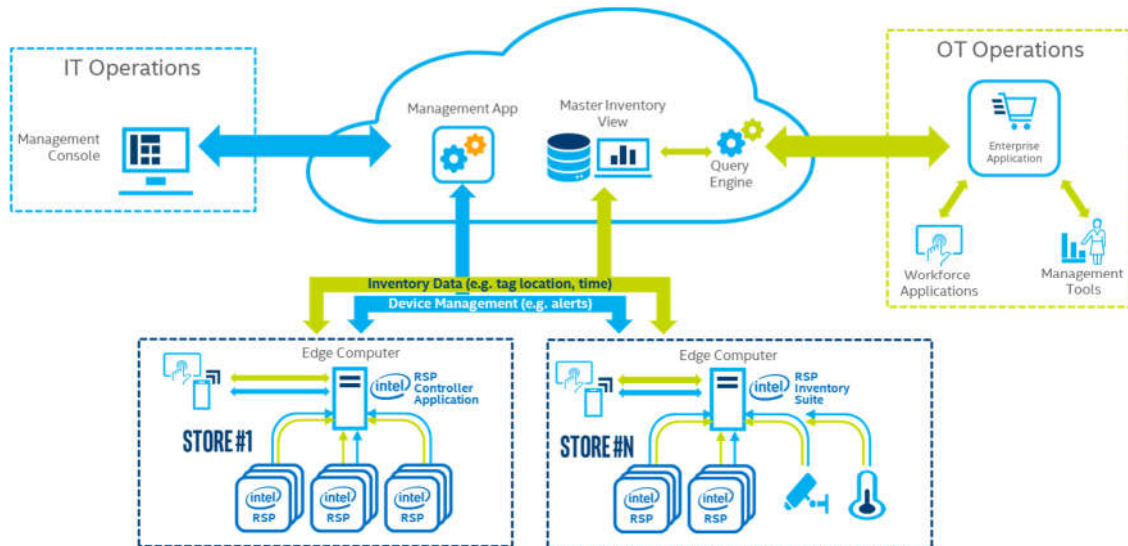 IT Operations
Management
Console
Management App
Master Inventory
View
Query
Engine
OT Operations
Enterprise
Application
Workforce
Applications
Management
Tools
Inventory Data (e.g. tag location, time)
Device Management (e.g. alerts)
Edge Computer
intel
RSP
Controller
Application
STORE #1
intel
RSP
intel
RSP
intel
RSP
Edge Computer
intel
RSP
Inventory
Suite
STORE #N
intel
RSP
intel
RSP